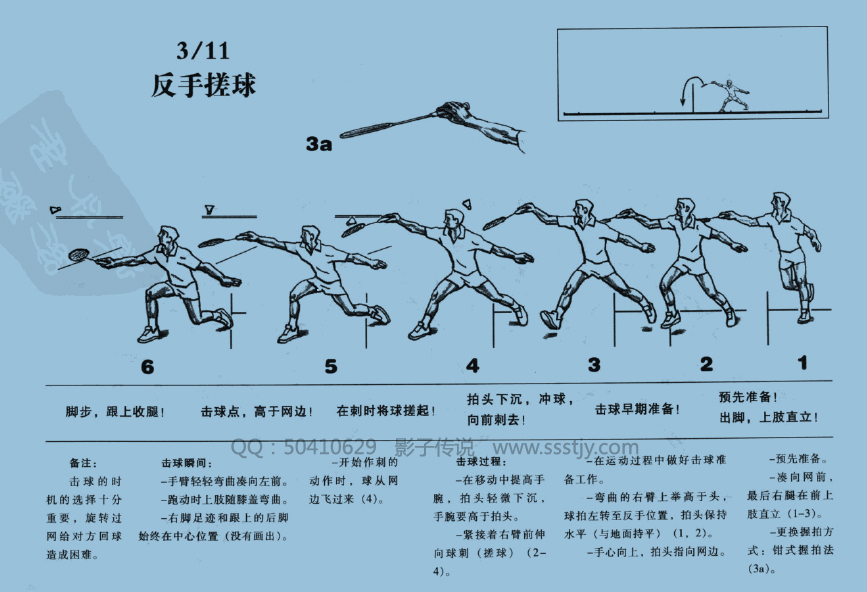 3/11
反手搓球
3a
6
5
4
3
2
1
脚步，跟上收腿！
击球点，高于网边！
在刺时将球搓起！
拍头下沉，冲球，
向前刺去！
击球早期准备！
预先准备！
出脚，上肢直立！
QQ：50410629 影子传说 www.ssstjy.com
备注：
击球的时
机的选择十分
重要，旋转过
网给对方回球
造成困难。
击球瞬间：
-手臂轻轻弯曲凑向左前。
-跑动时上肢随膝盖弯曲。
-右脚足迹和跟上的后脚
始终在中心位置（没有画出）。
-开始作刺的
动作时，球从网
边飞过来（4）。
击球过程：
-在移动中提高手
腕，拍头轻微下沉，
手腕要高于拍头。
-紧接着右臂前伸
向球刺（搓球）（2-
4）。
-在运动过程中做好击球准
备工作。
-弯曲的右臂上举高于头，
球拍左转至反手位置，拍头保持
水平（与地面持平）（1，2）。
-手心向上，拍头指向网边。
-预先准备。
-凑向网前，
最后右腿在前上
肢直立（1-3）。
-更换握拍方
式：钳式握拍法
（3a）。